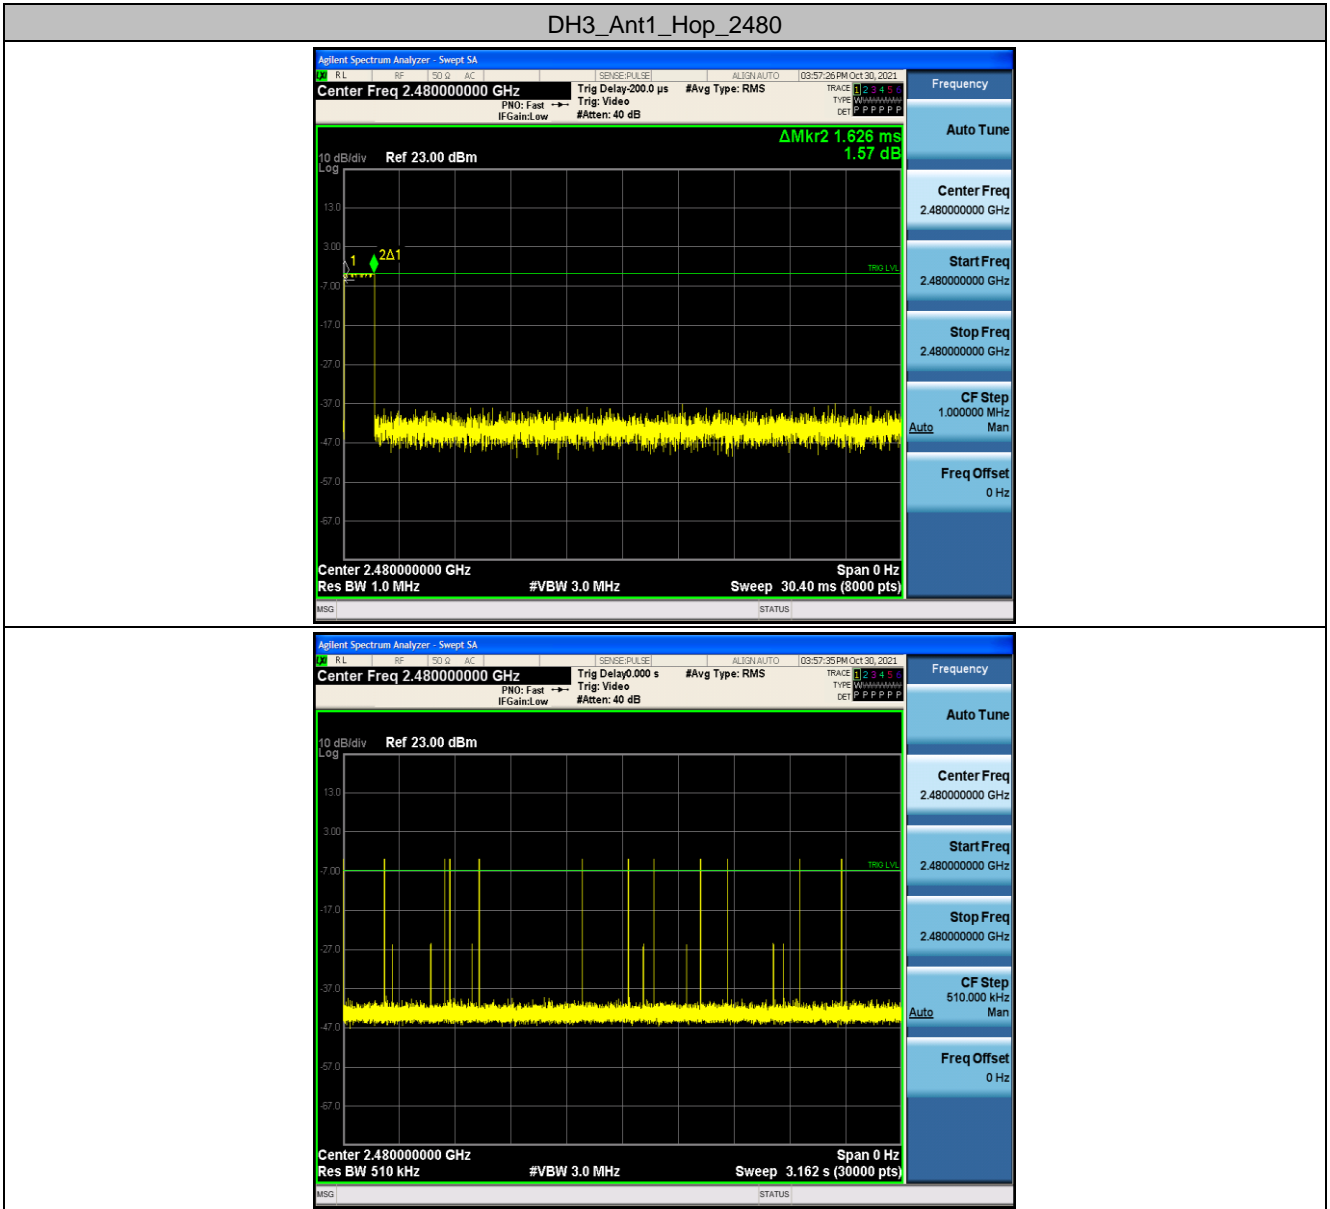 DH3_Ant1_Hop_2480
Agilent Spectrum Analyzer - Swept SA
RL RF 50 Ω AC SENSE:PULSE ALIGN AUTO 03:57:26 PM Oct 30, 2021
Center Freq 2.480000000 GHz
PNO: Fast
IFGain:Low
Trig Delay-200.0 µs
Trig: Video
#Atten: 40 dB
#Avg Type: RMS
TRACE 1 2 3 4 5 6
TYPE W
DET P P P P P P
ΔMkr2 1.626 ms
1.57 dB
10 dB/div Ref 23.00 dBm
Log
13.0
3.00
-7.00
-17.0
-27.0
-37.0
-47.0
-57.0
-67.0
1
2Δ1
TRIG LVL
Center 2.480000000 GHz Span 0 Hz
Res BW 1.0 MHz #VBW 3.0 MHz Sweep 30.40 ms (8000 pts)
MSG STATUS
Frequency
Auto Tune
Center Freq
2.480000000 GHz
Start Freq
2.480000000 GHz
Stop Freq
2.480000000 GHz
CF Step
1.000000 MHz
Auto Man
Freq Offset
0 Hz
Agilent Spectrum Analyzer - Swept SA
RL RF 50 Ω AC SENSE:PULSE ALIGN AUTO 03:57:35 PM Oct 30, 2021
Center Freq 2.480000000 GHz
PNO: Fast
IFGain:Low
Trig Delay0.000 s
Trig: Video
#Atten: 40 dB
#Avg Type: RMS
TRACE 1 2 3 4 5 6
TYPE W
DET P P P P P P
10 dB/div Ref 23.00 dBm
Log
13.0
3.00
-7.00
-17.0
-27.0
-37.0
-47.0
-57.0
-67.0
TRIG LVL
Center 2.480000000 GHz Span 0 Hz
Res BW 510 kHz #VBW 3.0 MHz Sweep 3.162 s (30000 pts)
MSG STATUS
Frequency
Auto Tune
Center Freq
2.480000000 GHz
Start Freq
2.480000000 GHz
Stop Freq
2.480000000 GHz
CF Step
510.000 kHz
Auto Man
Freq Offset
0 Hz